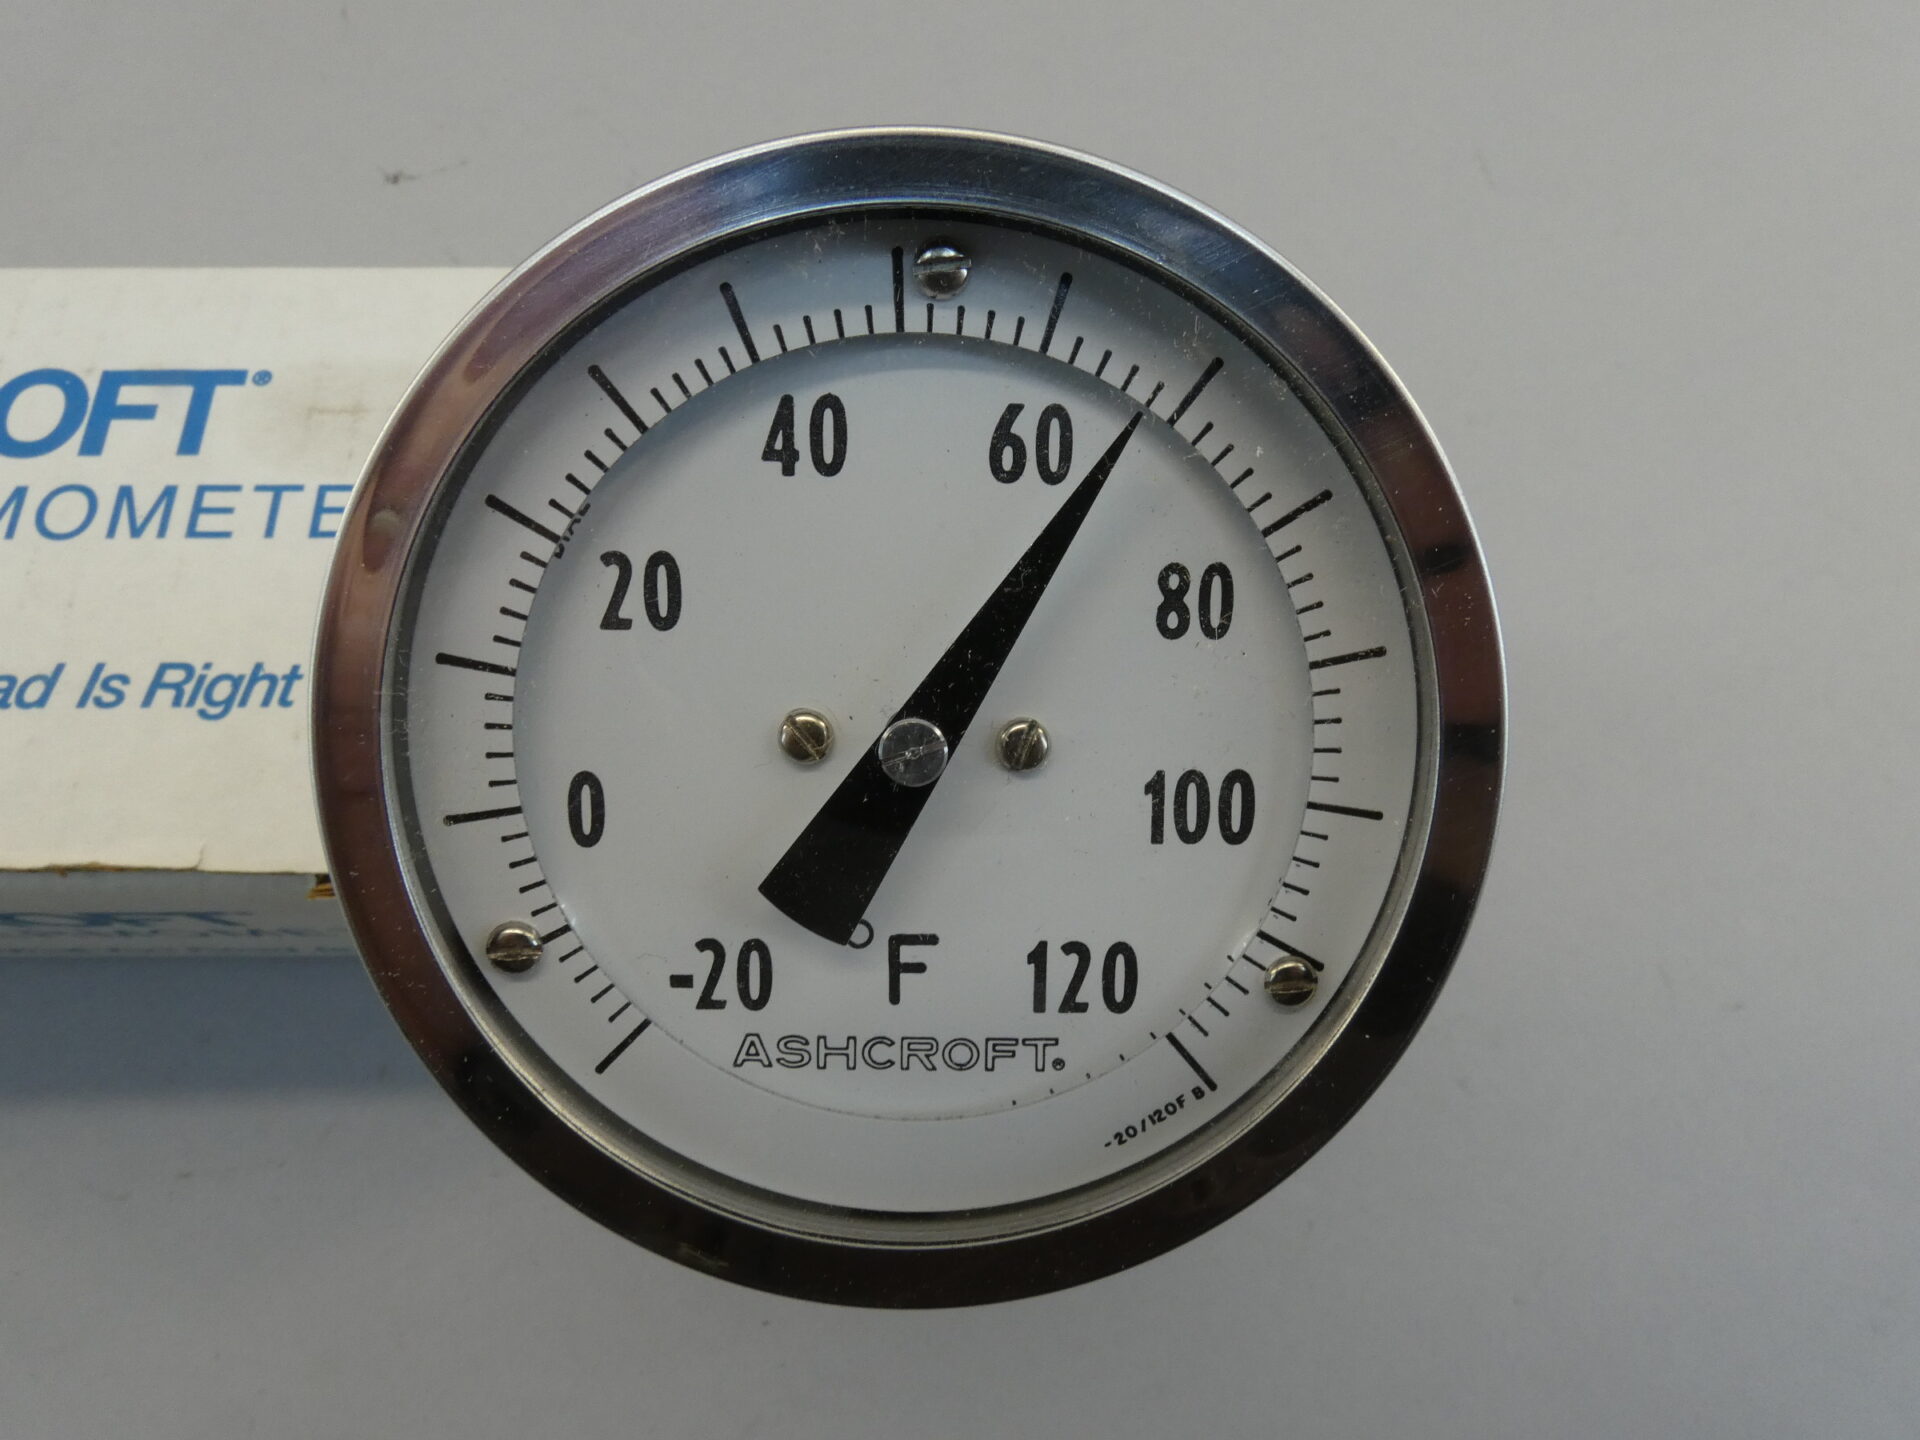 OFT®
MOMETE
ad Is Right
40 60
20 80
0 100
-20 °F 120
ASHCROFT®
-20/120F B